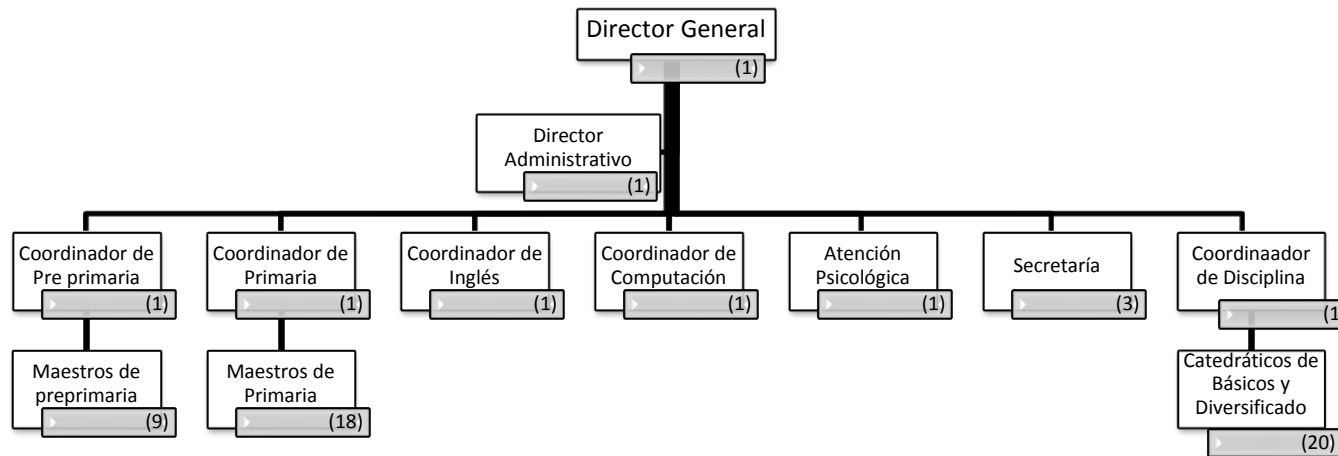 Director General
(1)
Director
Administrativo
(1)
Coordinador de
Pre primaria
(1)
Coordinador de
Primaria
(1)
Coordinador de
Inglés
(1)
Coordinador de
Computación
(1)
Atención
Psicológica
(1)
Secretaría
(3)
Coordinaador
de Disciplina
(1
Maestros de
preprimaria
(9)
Maestros de
Primaria
(18)
Catedráticos de
Básicos y
Diversificado
(20)